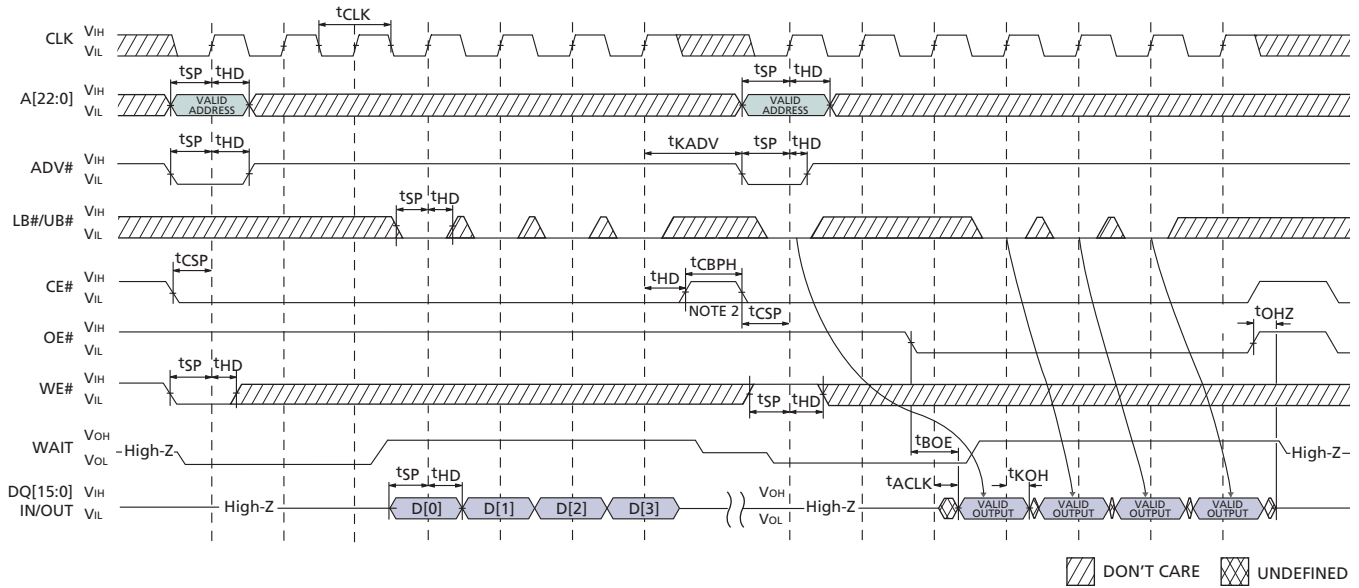 tCLK
CLK VIH
VIL
tSP tHD tSP tHD
A[22:0] VIH
VIL
VALID ADDRESS VALID ADDRESS
tSP tHD tKADV tSP tHD
ADV# VIH
VIL
tSP tHD
LB#/UB# VIH
VIL
tCSP tHD tCBPH
CE# VIH
VIL
NOTE 2 tCSP
OE# VIH
VIL
tOHZ
tSP tHD
WE# VIH
VIL
tSP tHD
WAIT VOH
VOL
High-Z High-Z
tBOE
tSP tHD tACLK tKOH
DQ[15:0] IN/OUT VIH
VIL
High-Z D[0] D[1] D[2] D[3] VOH
VOL
High-Z VALID OUTPUT VALID OUTPUT VALID OUTPUT VALID OUTPUT
DON'T CARE UNDEFINED